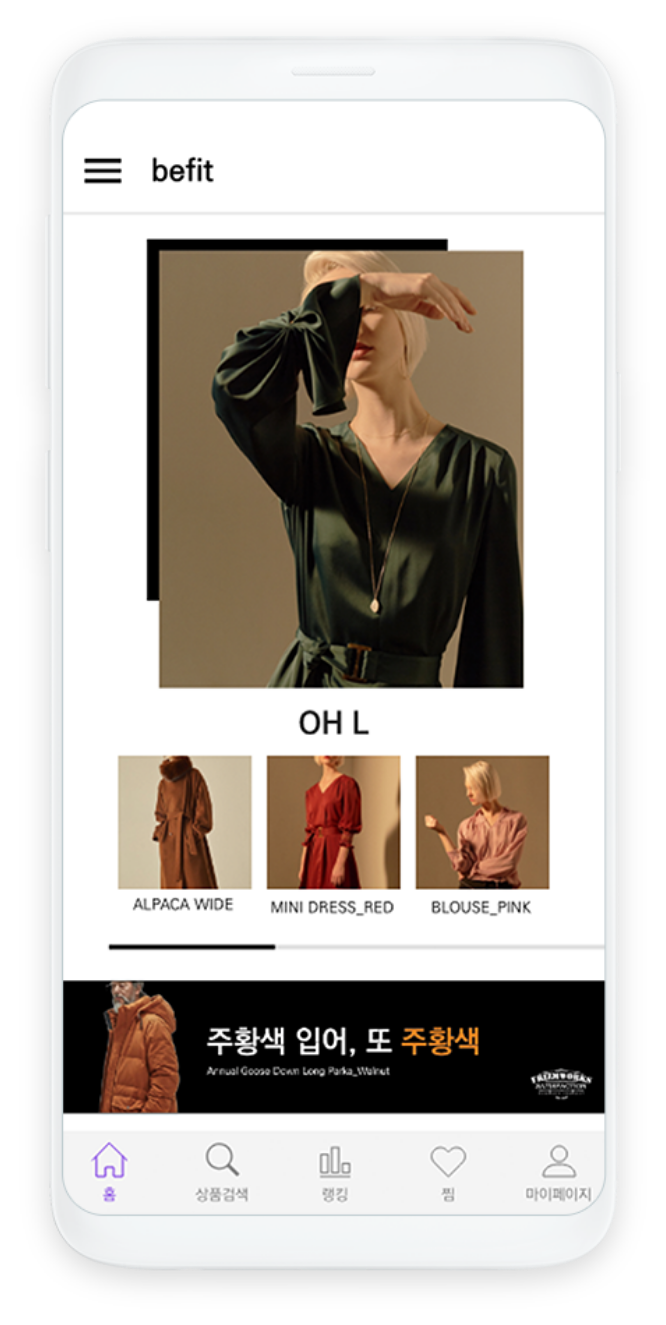 befit
OH L
ALPACA WIDE
MINI DRESS_RED
BLOUSE_PINK
주황색 입어, 또 주황색
Annual Goose Down Long Parka_Walnut
홈
상품검색
랭킹
찜
마이페이지